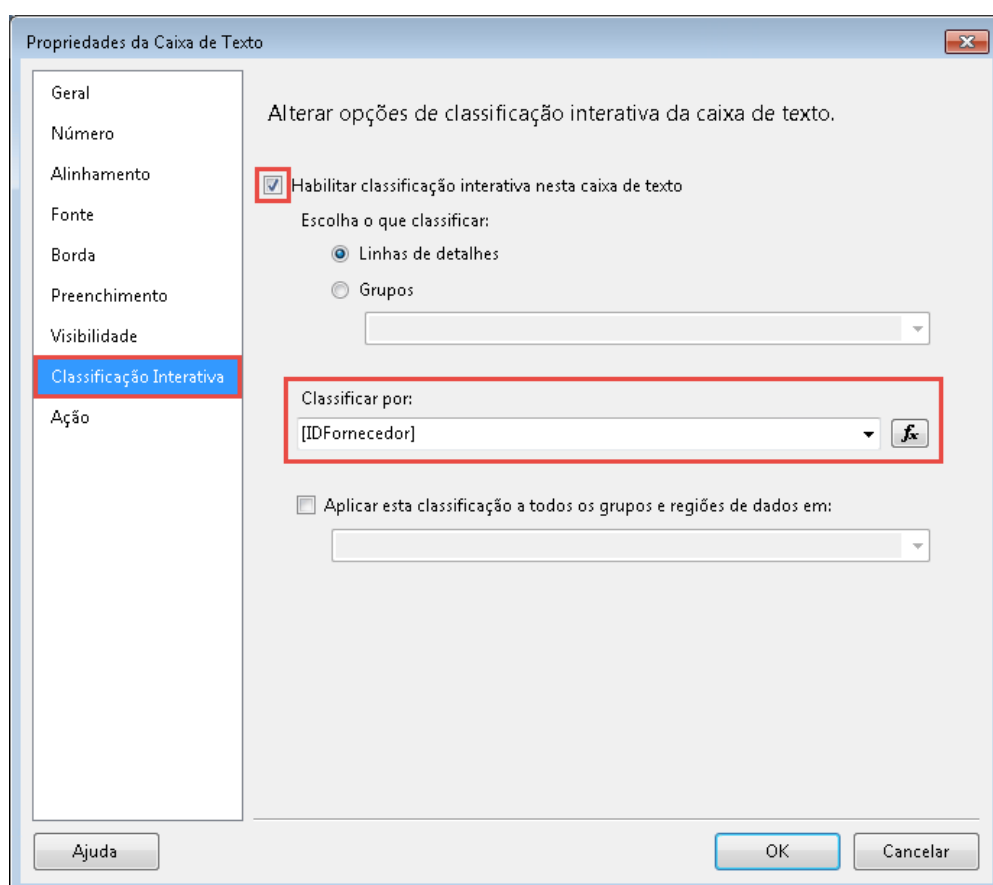 Propriedades da Caixa de Texto
Geral
Número
Alinhamento
Fonte
Borda
Preenchimento
Visibilidade
Classificação Interativa
Ação
Alterar opções de classificação interativa da caixa de texto.
Habilitar classificação interativa nesta caixa de texto
Escolha o que classificar:
Linhas de detalhes
Grupos
Classificar por:
[IDFornecedor]
fx
Aplicar esta classificação a todos os grupos e regiões de dados em:
Ajuda
OK
Cancelar